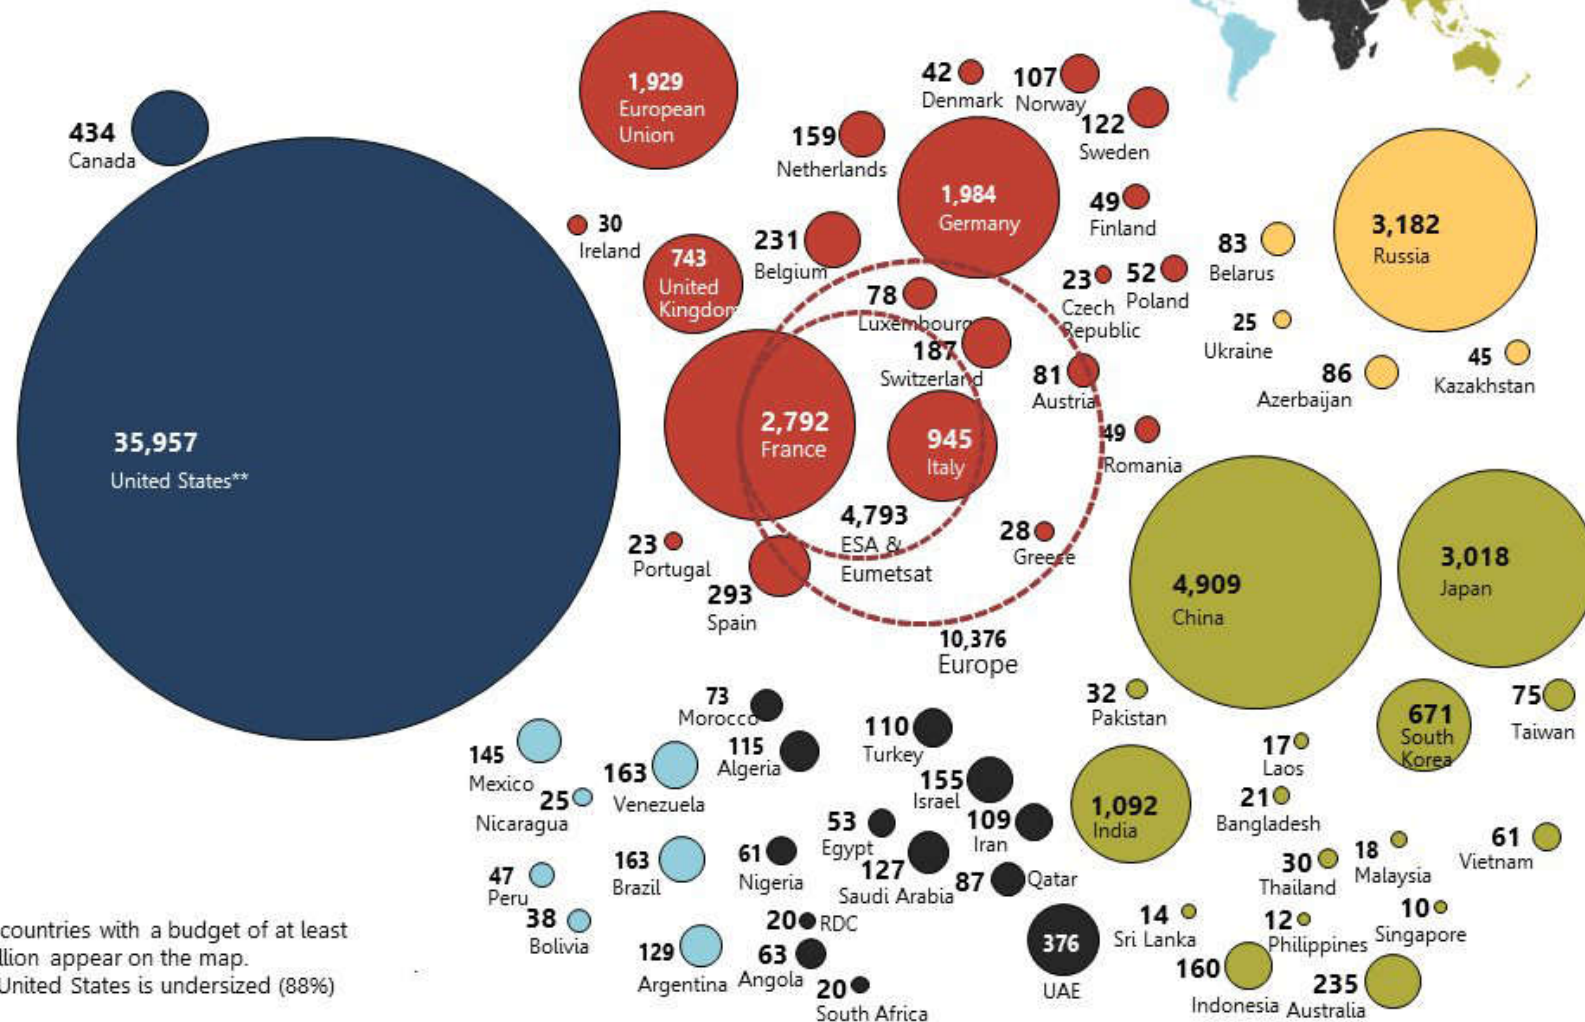 434
Canada
35,957
United States**
1,929
European
Union
30
Ireland
743
United
Kingdom
159
Netherlands
231
Belgium
42
Denmark
107
Norway
122
Sweden
1,984
Germany
49
Finland
23
Czech
Republic
52
Poland
78
Luxembourg
187
Switzerland
81
Austria
49
Romania
2,792
France
945
Italy
4,793
ESA &
Eumetsat
28
Greece
23
Portugal
293
Spain
10,376
Europe
83
Belarus
3,182
Russia
25
Ukraine
86
Azerbaijan
45
Kazakhstan
4,909
China
3,018
Japan
32
Pakistan
671
South
Korea
75
Taiwan
17
Laos
1,092
India
21
Bangladesh
30
Thailand
18
Malaysia
61
Vietnam
14
Sri Lanka
12
Philippines
10
Singapore
160
Indonesia
235
Australia
73
Morocco
115
Algeria
110
Turkey
155
Israel
53
Egypt
109
Iran
61
Nigeria
127
Saudi Arabia
87
Qatar
20 RDC
63
Angola
20
South Africa
376
UAE
145
Mexico
163
Venezuela
25
Nicaragua
163
Brazil
47
Peru
38
Bolivia
129
Argentina
countries with a budget of at least
llion appear on the map.
United States is undersized (88%)